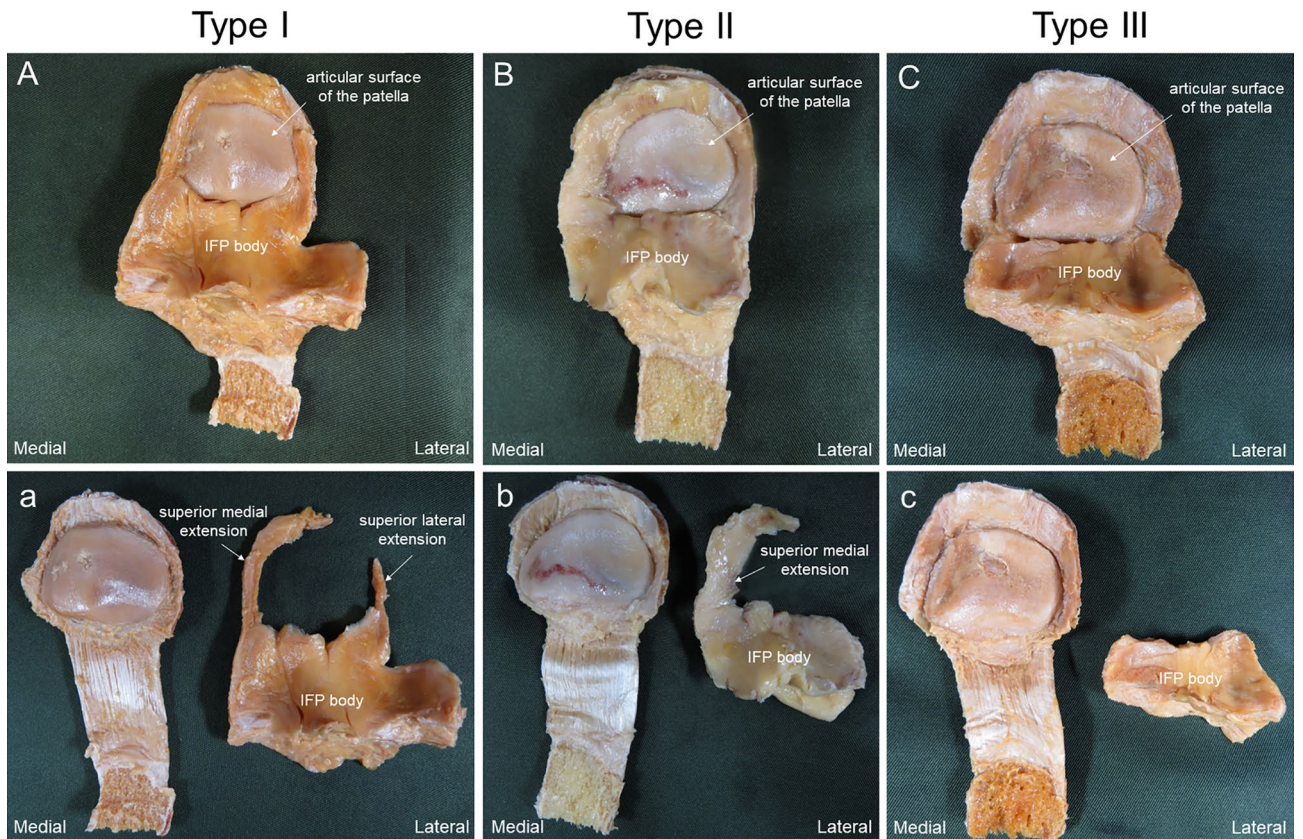 Type I
Type II
Type III
A
articular surface
of the patella
IFP body
Medial
Lateral
B
articular surface
of the patella
IFP body
Medial
Lateral
C
articular surface
of the patella
IFP body
Medial
Lateral
a
superior medial
extension
superior lateral
extension
IFP body
Medial
Lateral
b
superior medial
extension
IFP body
Medial
Lateral
c
IFP body
Medial
Lateral